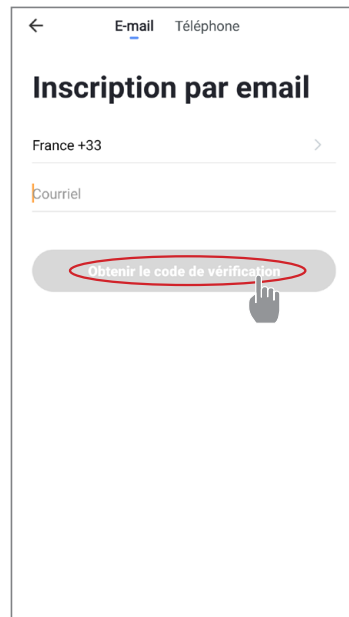 E-mail Téléphone
Inscription par email
France +33
Courriel
Obtenir le code de vérification